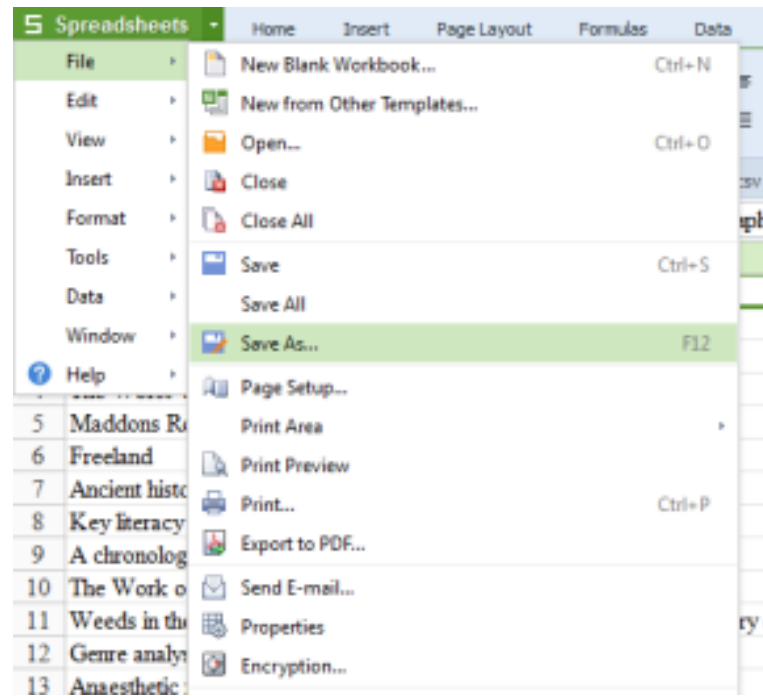 S Spreadsheets Home Insert Page Layout Formulas Data
File
Edit
View
Insert
Format
Tools
Data
Window
Help
New Blank Workbook... Ctrl+N
New from Other Templates...
Open... Ctrl+O
Close
Close All
Save Ctrl+S
Save All
Save As... F12
Page Setup...
Print Area
Print Preview
Print... Ctrl+P
Export to PDF...
Send E-mail...
Properties
Encryption...
csv
5 Maddons R
6 Freeland
7 Ancient histo
8 Key literacy
9 A chronolog
10 The Work o
11 Weeds in the ry
12 Genre analy
13 Anaesthetic